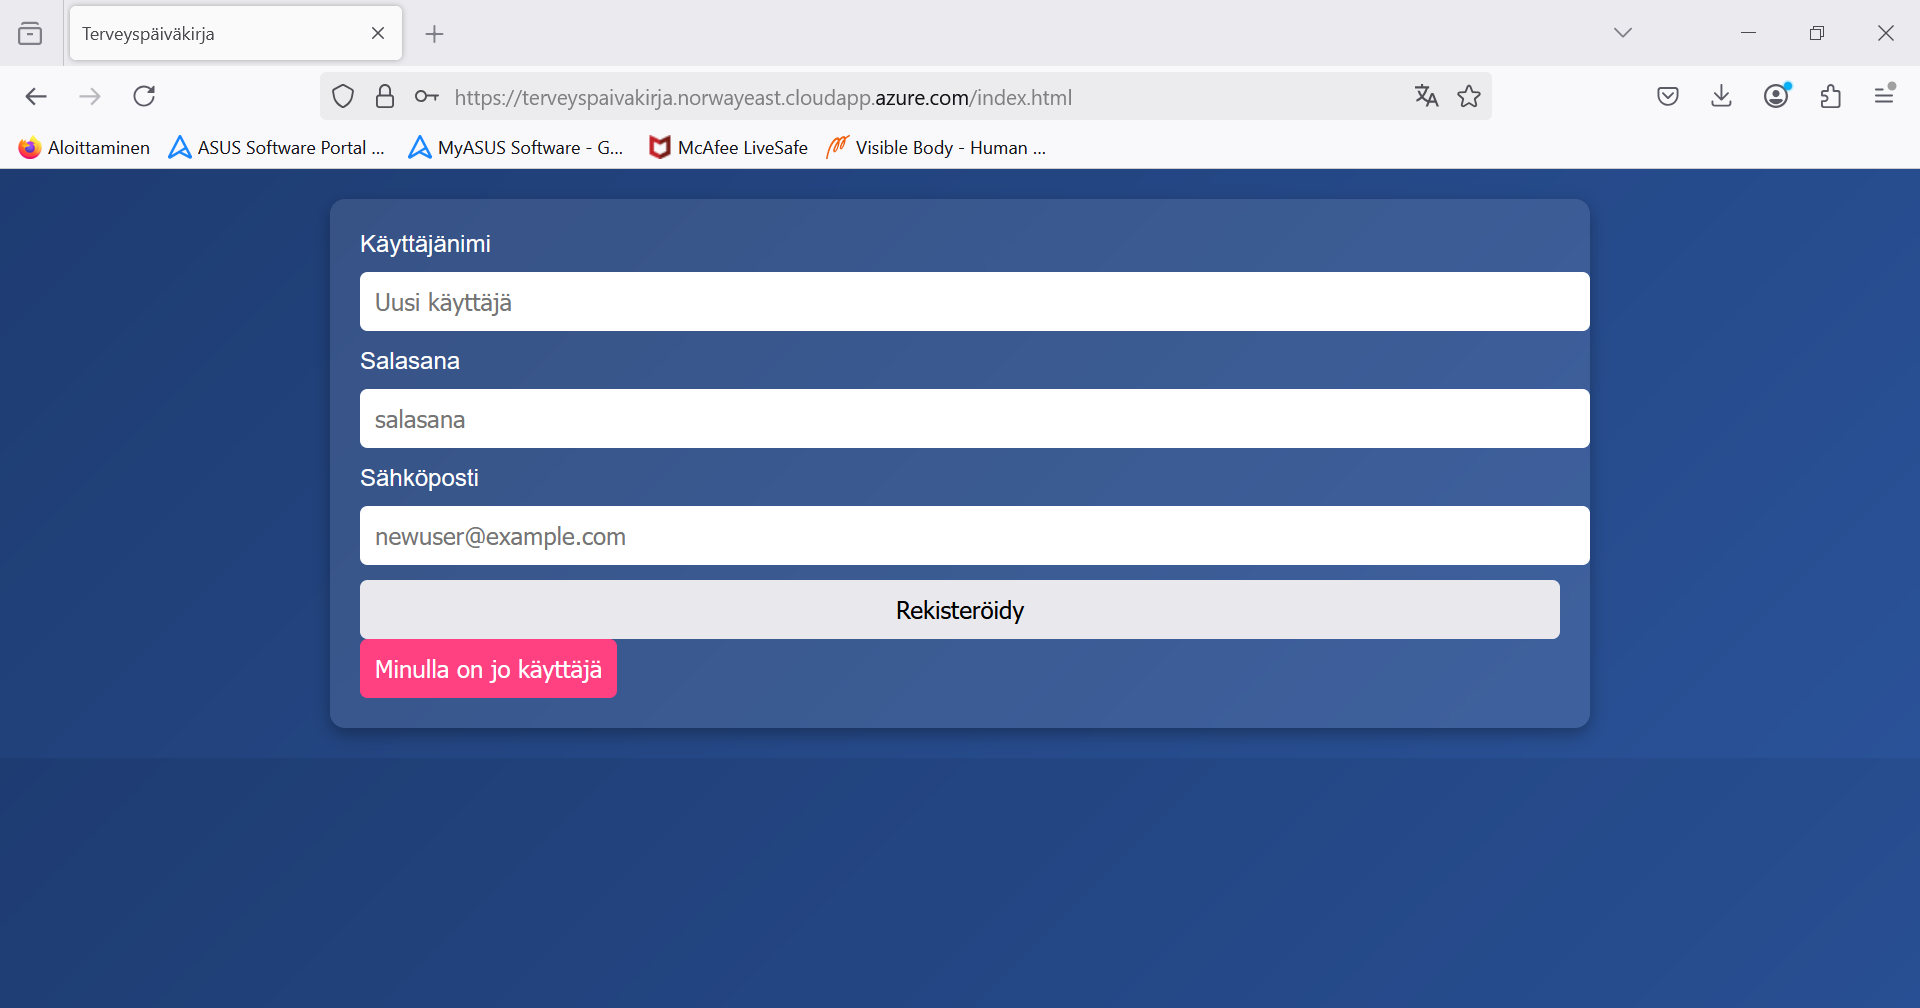 Terveyspäiväkirja
https://terveyspaivakirja.norwayeast.cloudapp.azure.com/index.html
Aloittaminen ASUS Software Portal ... MyASUS Software - G... McAfee LiveSafe Visible Body - Human ...
Käyttäjänimi
Uusi käyttäjä
Salasana
salasana
Sähköposti
newuser@example.com
Rekisteröidy
Minulla on jo käyttäjä